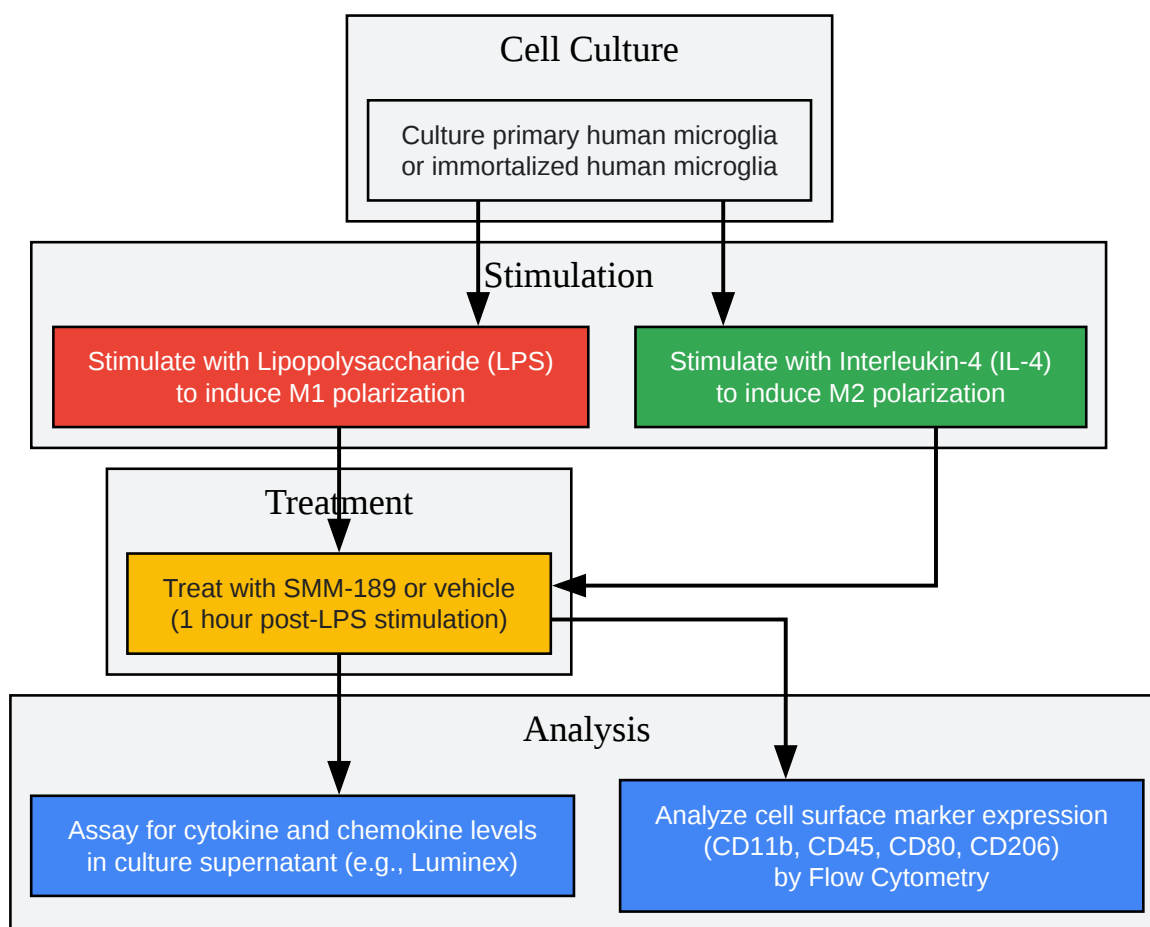 Cell Culture
Culture primary human microglia
or immortalized human microglia
Stimulation
Stimulate with Lipopolysaccharide (LPS)
to induce M1 polarization
Stimulate with Interleukin-4 (IL-4)
to induce M2 polarization
Treatment
Treat with SMM-189 or vehicle
(1 hour post-LPS stimulation)
Analysis
Assay for cytokine and chemokine levels
in culture supernatant (e.g., Luminex)
Analyze cell surface marker expression
(CD11b, CD45, CD80, CD206)
by Flow Cytometry